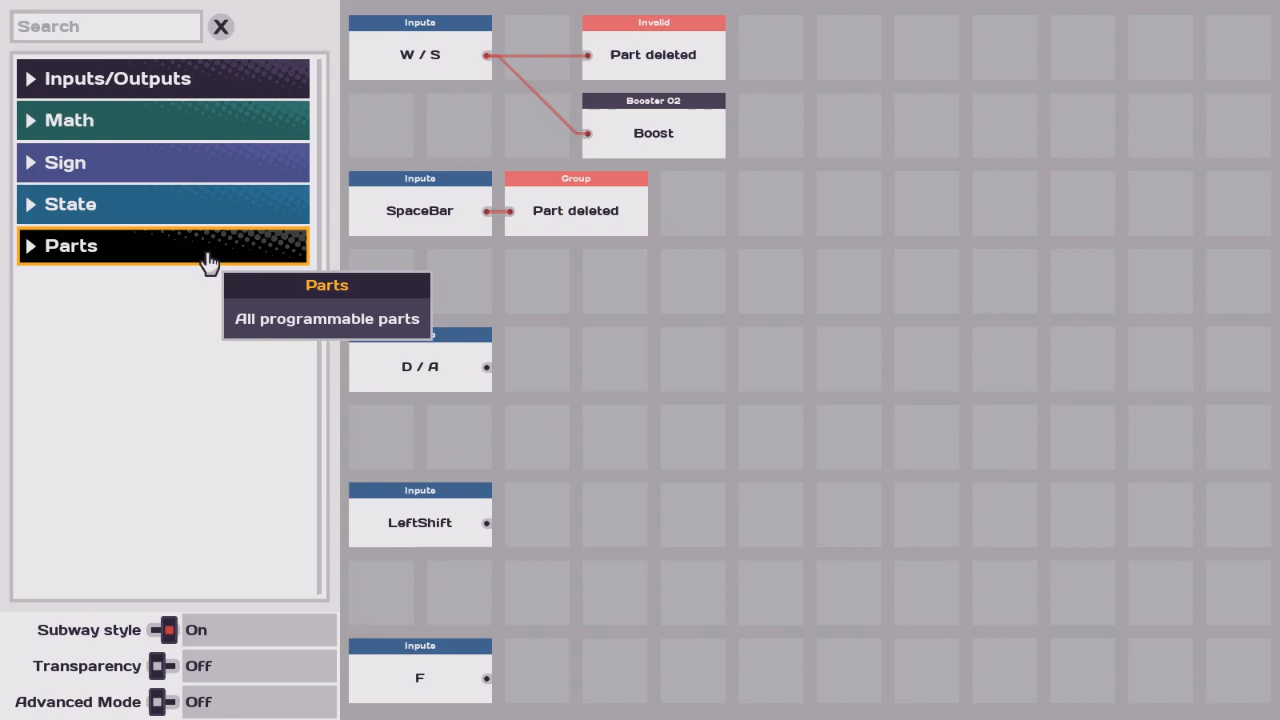 Search
X
Inputs/Outputs
Math
Sign
State
Parts
Parts
All programmable parts
Subway style
On
Transparency
Off
Advanced Mode
Off
Inputs
W / S
Invalid
Part deleted
Booster 02
Boost
Inputs
SpaceBar
Group
Part deleted
D / A
Inputs
LeftShift
Inputs
F